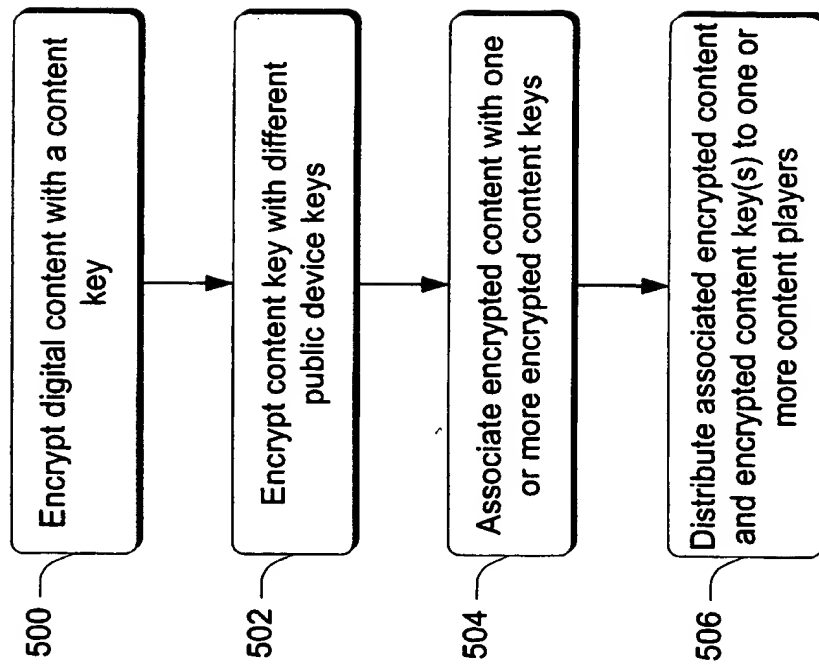 500
Encrypt digital content with a content
key
502
Encrypt content key with different
public device keys
504
Associate encrypted content with one
or more encrypted content keys
506
Distribute associated encrypted content
and encrypted content key(s) to one or
more content players